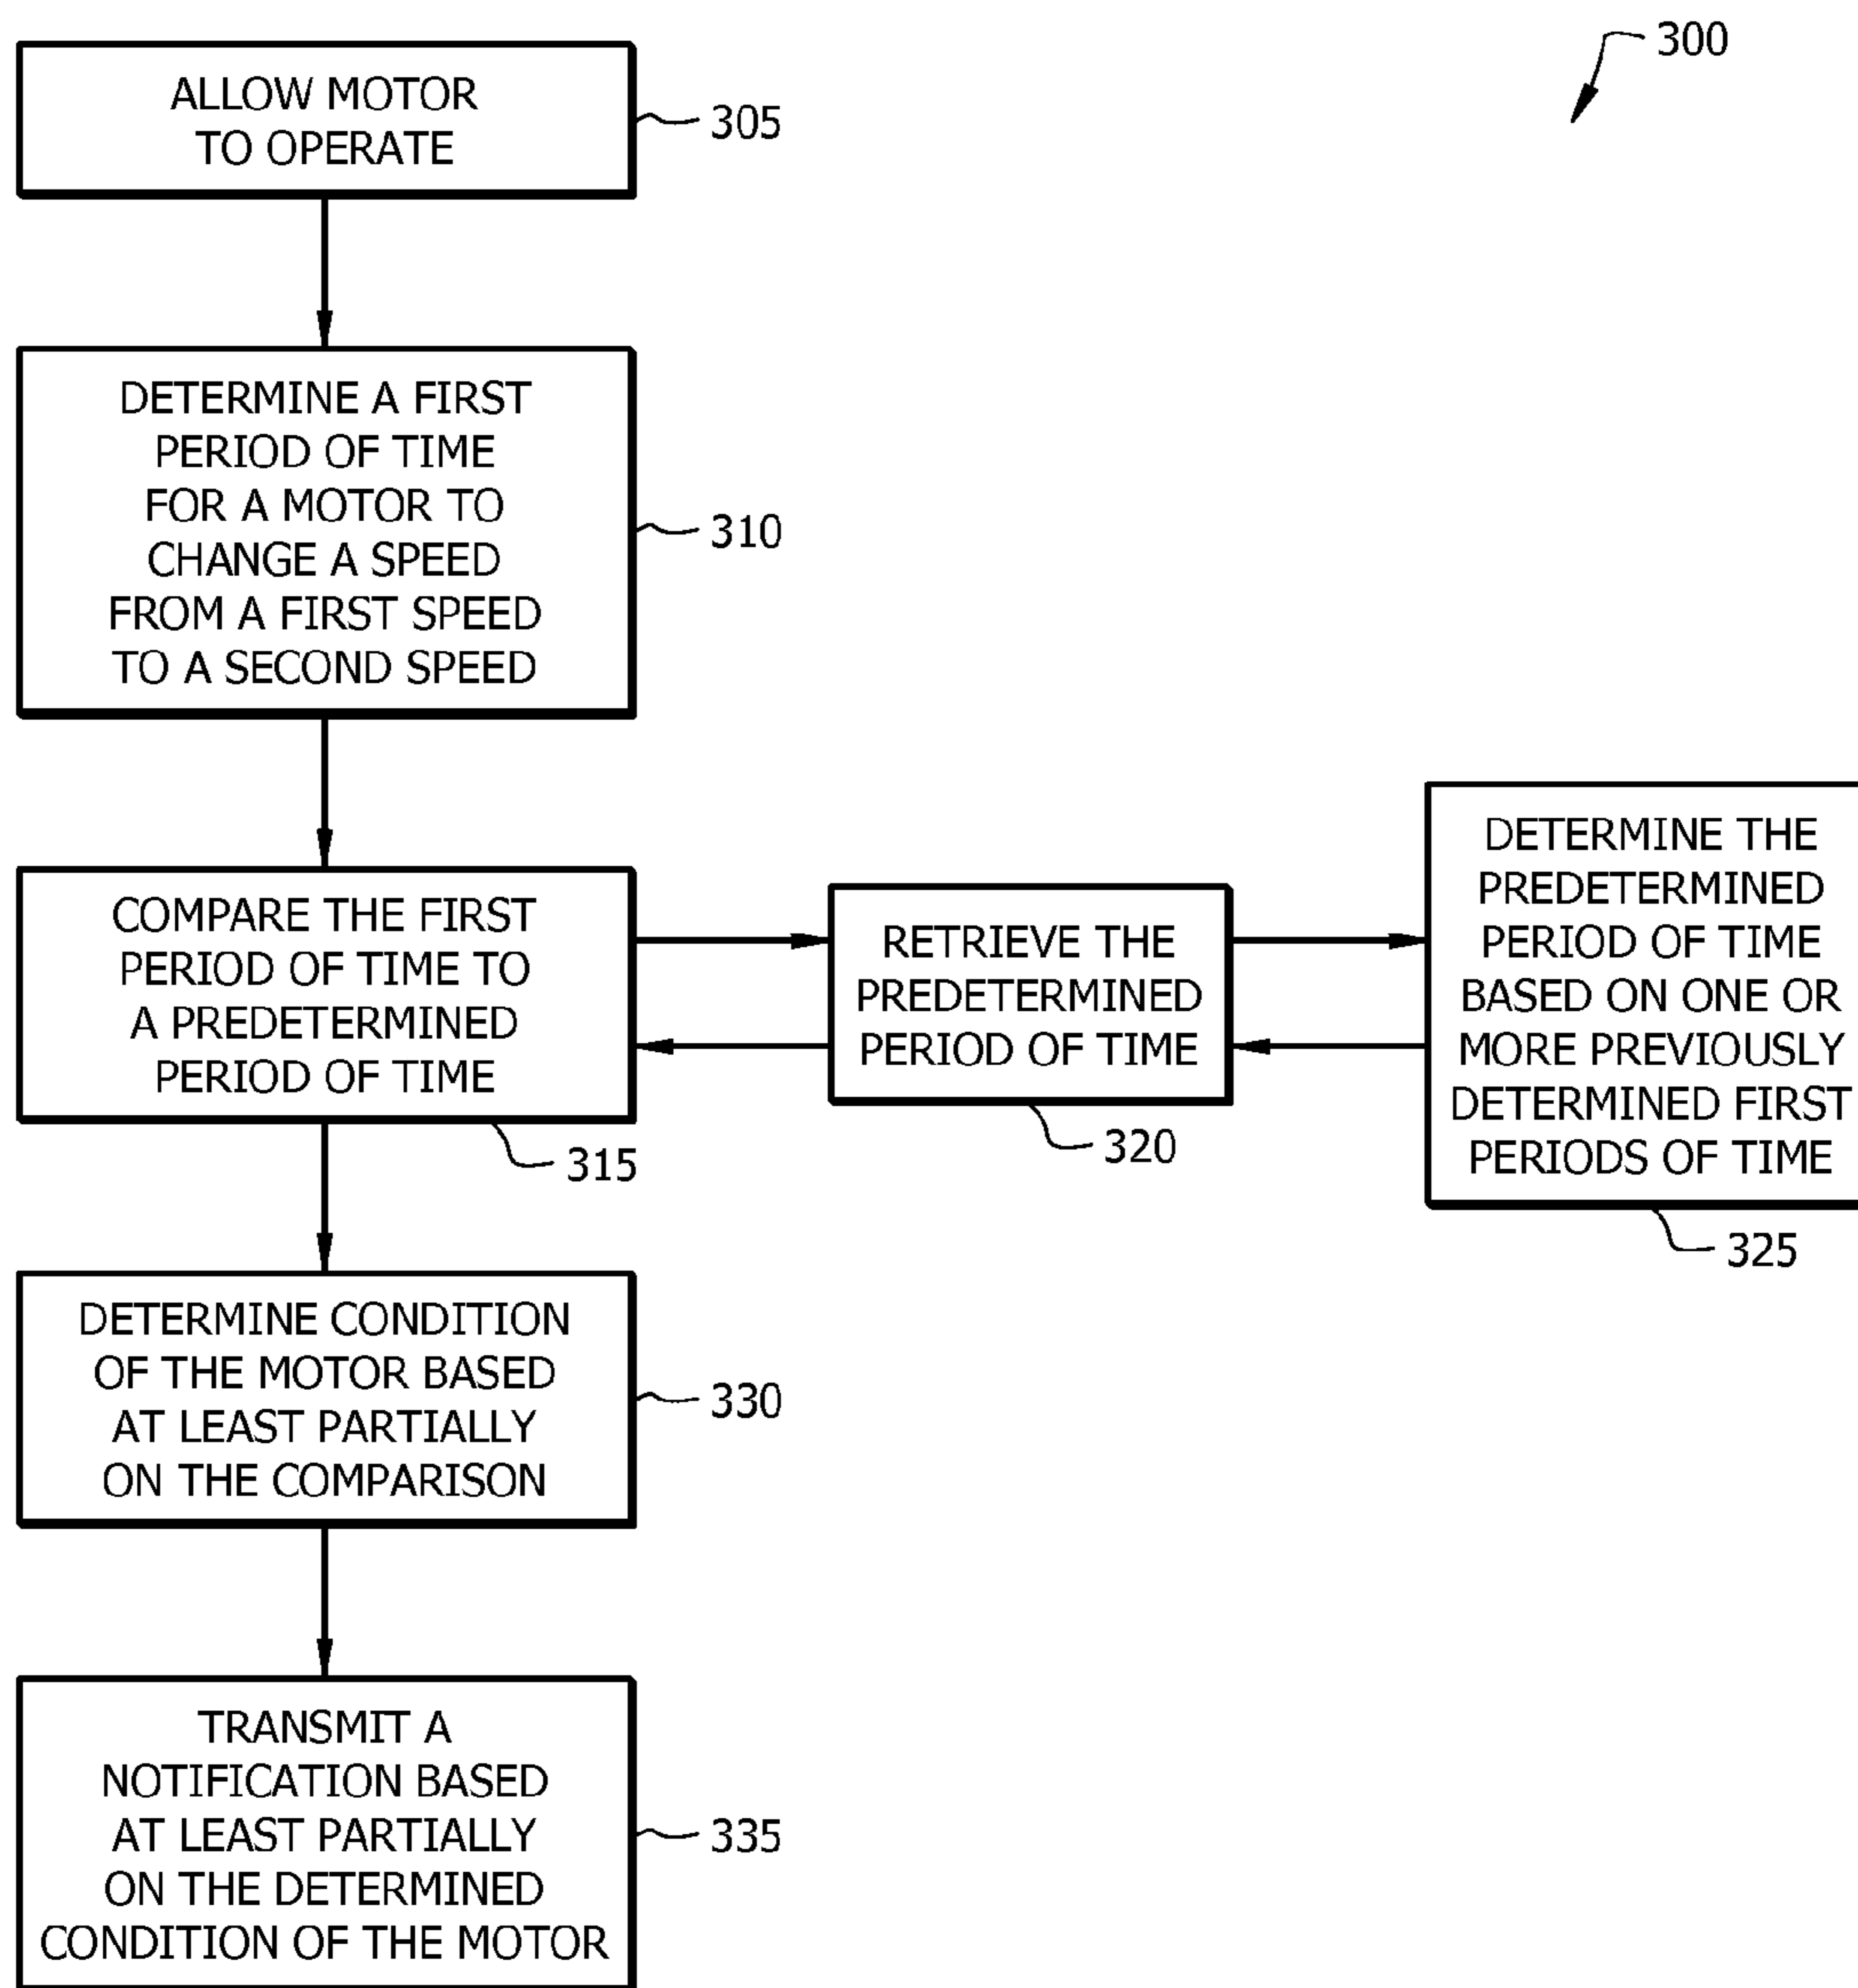 300
ALLOW MOTOR
TO OPERATE
305
DETERMINE A FIRST
PERIOD OF TIME
FOR A MOTOR TO
CHANGE A SPEED
FROM A FIRST SPEED
TO A SECOND SPEED
310
COMPARE THE FIRST
PERIOD OF TIME TO
A PREDETERMINED
PERIOD OF TIME
315
RETRIEVE THE
PREDETERMINED
PERIOD OF TIME
320
DETERMINE THE
PREDETERMINED
PERIOD OF TIME
BASED ON ONE OR
MORE PREVIOUSLY
DETERMINED FIRST
PERIODS OF TIME
325
DETERMINE CONDITION
OF THE MOTOR BASED
AT LEAST PARTIALLY
ON THE COMPARISON
330
TRANSMIT A
NOTIFICATION BASED
AT LEAST PARTIALLY
ON THE DETERMINED
CONDITION OF THE MOTOR
335